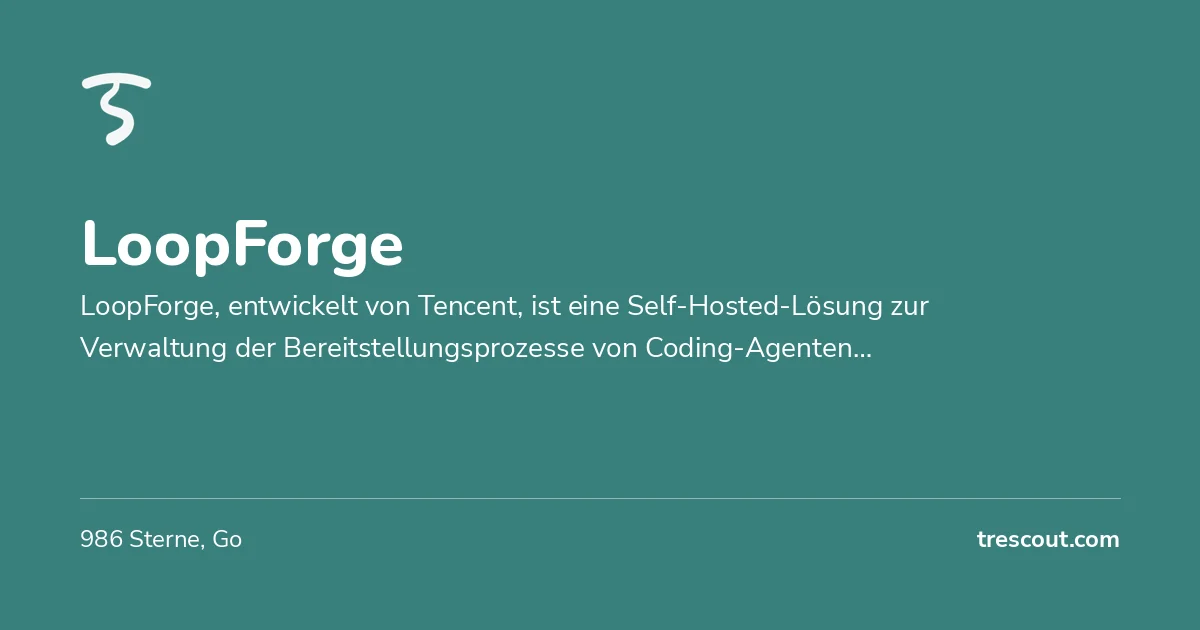 LoopForge
LoopForge, entwickelt von Tencent, ist eine Self-Hosted-Lösung zur
Verwaltung der Bereitstellungsprozesse von Coding-Agenten...
986 Sterne, Go
trescout.com